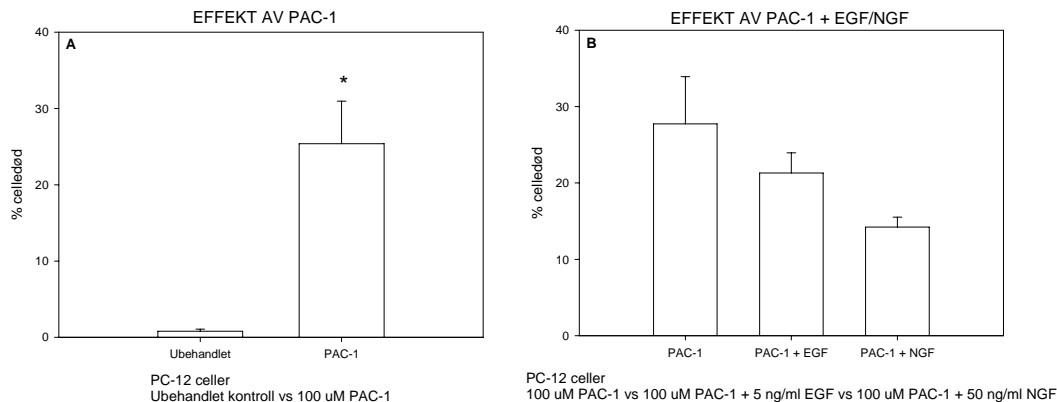 EFFEKT AV PAC-1
A
40
30
20
10
0
% celledød
*
Ubehandlet
PAC-1
PC-12 celler
Ubehandlet kontroll vs 100 uM PAC-1
EFFEKT AV PAC-1 + EGF/NGF
B
40
30
20
10
0
% celledød
PAC-1
PAC-1 + EGF
PAC-1 + NGF
PC-12 celler
100 uM PAC-1 vs 100 uM PAC-1 + 5 ng/ml EGF vs 100 uM PAC-1 + 50 ng/ml NGF